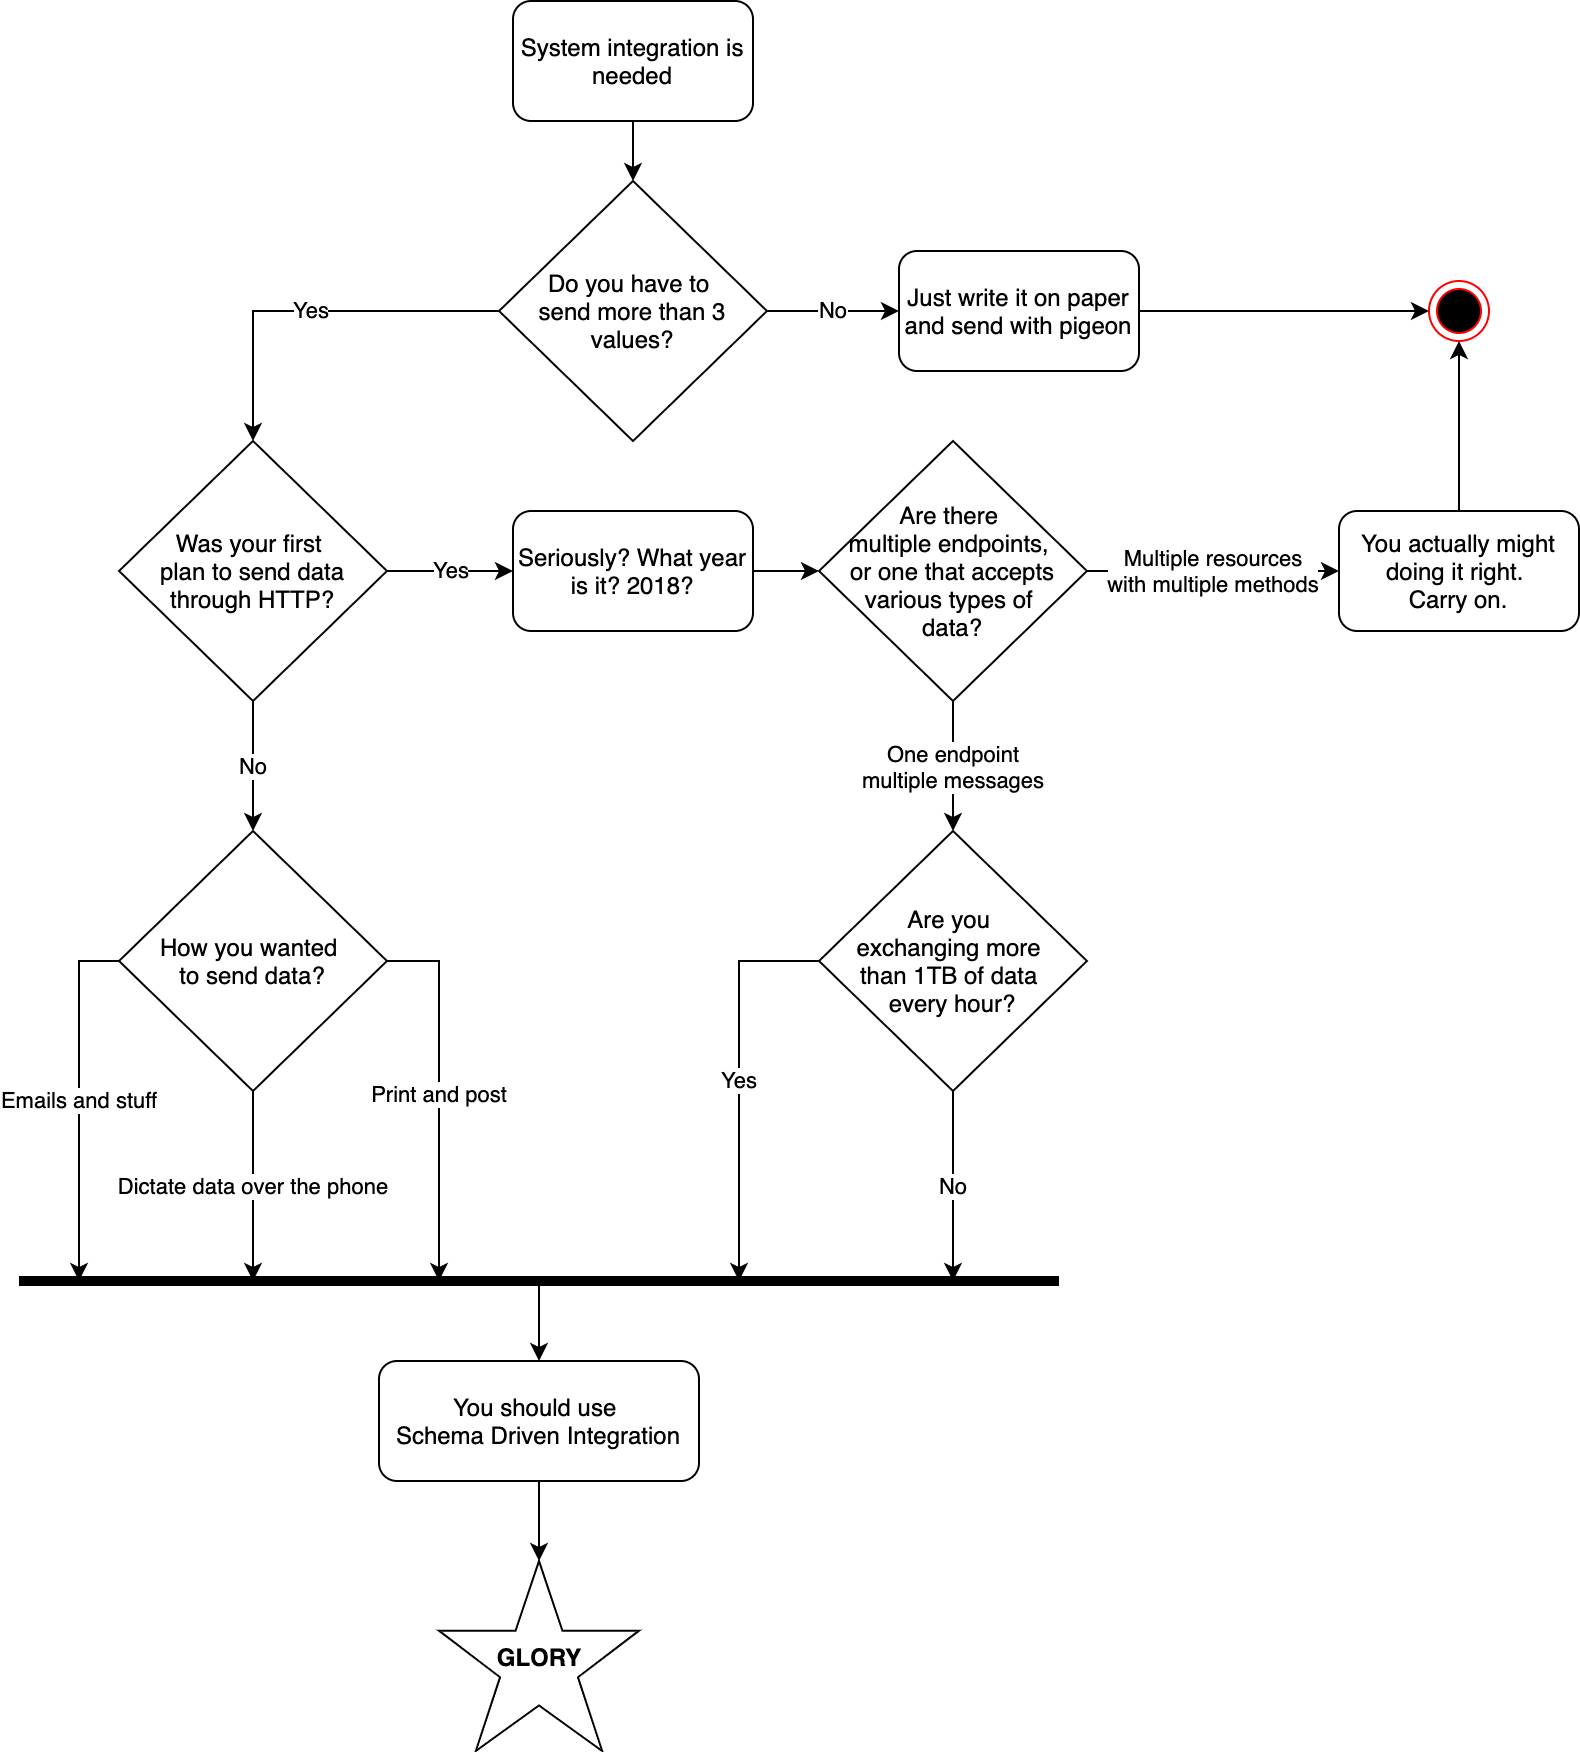 System integration is
needed
Do you have to
send more than 3
values?
Yes
No
Just write it on paper
and send with pigeon
Was your first
plan to send data
through HTTP?
Yes
Seriously? What year
is it? 2018?
Are there
multiple endpoints,
or one that accepts
various types of
data?
Multiple resources
with multiple methods
You actually might
doing it right.
Carry on.
No
One endpoint
multiple messages
How you wanted
to send data?
Are you
exchanging more
than 1TB of data
every hour?
Emails and stuff
Print and post
Yes
Dictate data over the phone
No
You should use
Schema Driven Integration
GLORY